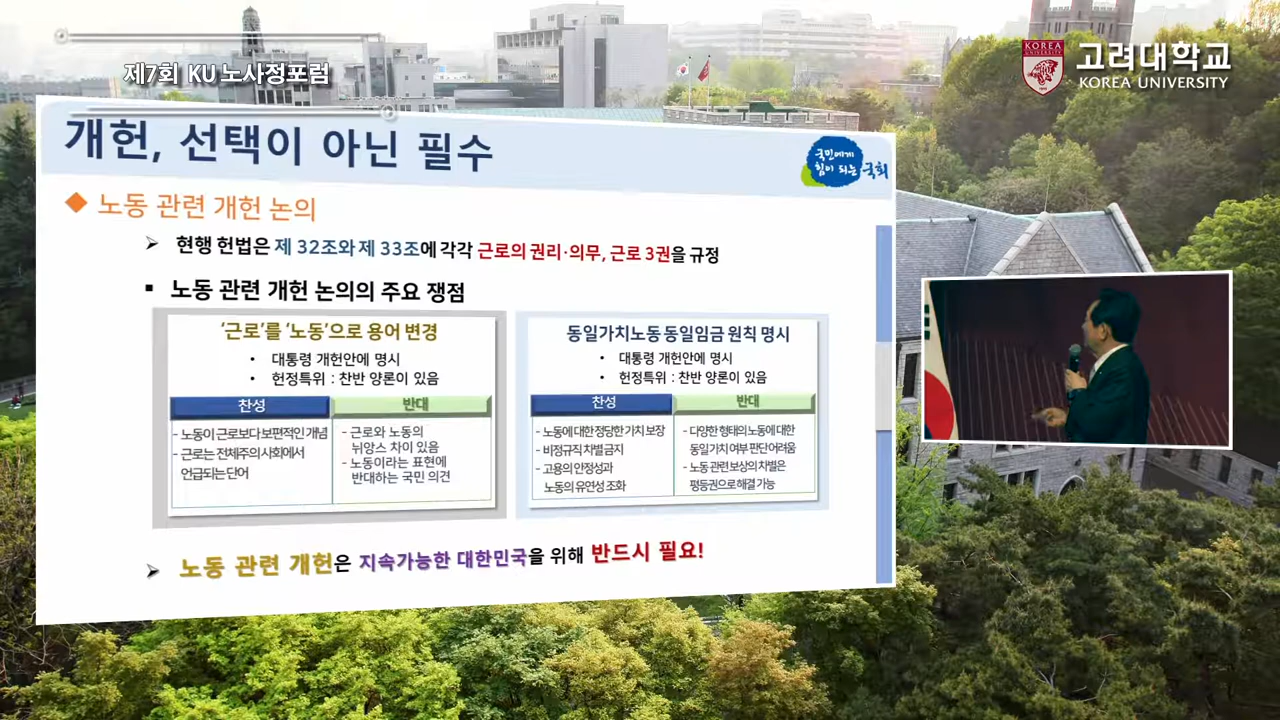 제7회 KU 노사정포럼
KOREA
UNIVERSITY
고려대학교
KOREA UNIVERSITY
개헌, 선택이 아닌 필수
국민에게
힘이 되는 국회
◆ 노동 관련 개헌 논의
➢ 현행 헌법은 제 32조와 제 33조에 각각 근로의 권리·의무, 근로 3권을 규정
▪ 노동 관련 개헌 논의의 주요 쟁점
‘근로’를 ‘노동’으로 용어 변경
• 대통령 개헌안에 명시
• 헌정특위 : 찬반 양론이 있음
찬성
반대
- 노동이 근로보다 보편적인 개념
- 근로는 전체주의 사회에서
언급되는 단어
- 근로와 노동의
뉘앙스 차이 있음
- 노동이라는 표현에
반대하는 국민 의견
동일가치노동 동일임금 원칙 명시
• 대통령 개헌안에 명시
• 헌정특위 : 찬반 양론이 있음
찬성
반대
- 노동에 대한 정당한 가치 보장
- 비정규직 차별 금지
- 고용의 안정성과
노동의 유연성 조화
- 다양한 형태의 노동에 대한
동일 가치 여부 판단 어려움
- 노동 관련 보상의 차별은
평등권으로 해결 가능
➢ 노동 관련 개헌은 지속가능한 대한민국을 위해 반드시 필요!